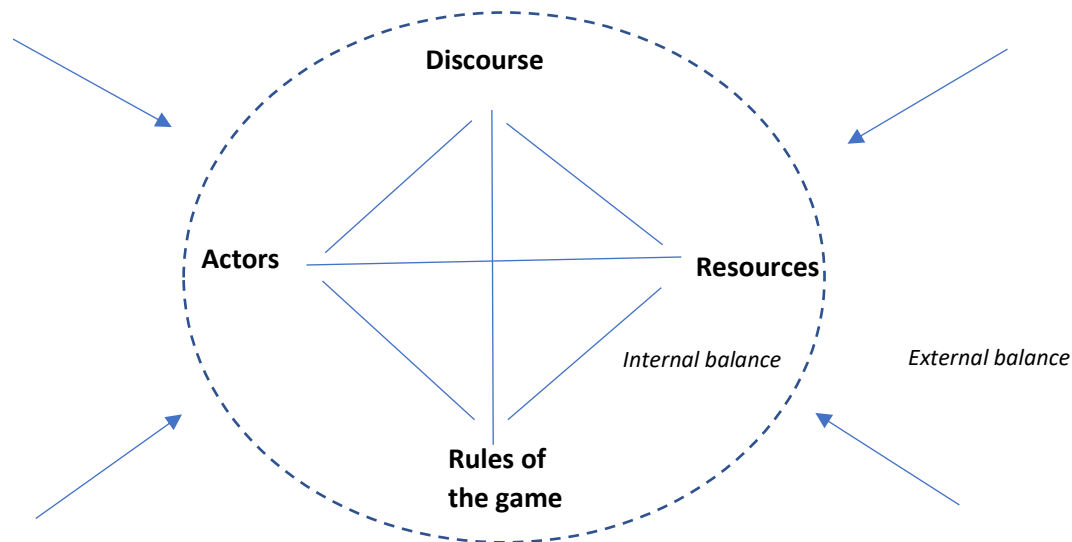 Discourse
Actors
Resources
Internal balance
External balance
Rules of
the game